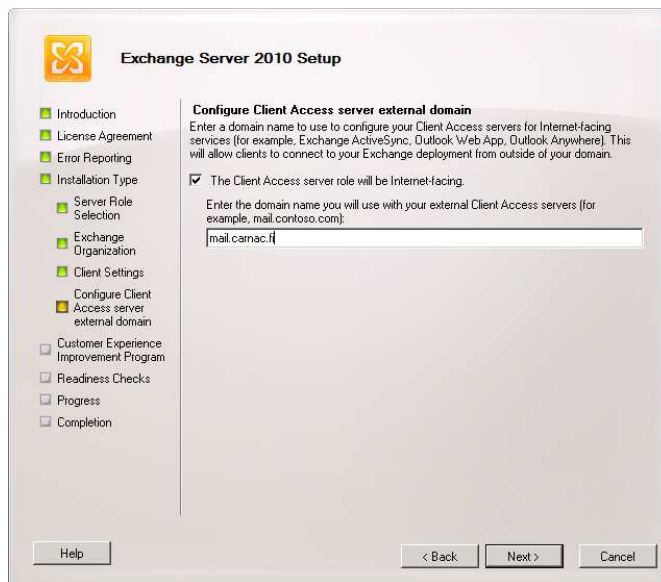 Exchange Server 2010 Setup
Introduction
License Agreement
Error Reporting
Installation Type
Server Role
Selection
Exchange
Organization
Client Settings
Configure Client
Access server
external domain
Customer Experience
Improvement Program
Readiness Checks
Progress
Completion
Configure Client Access server external domain
Enter a domain name to use to configure your Client Access servers for Internet-facing
services (for example, Exchange ActiveSync, Outlook Web App, Outlook Anywhere). This
will allow clients to connect to your Exchange deployment from outside of your domain.
The Client Access server role will be Internet-facing.
Enter the domain name you will use with your external Client Access servers (for
example, mail.contoso.com):
mail.carnac.fi
Help
< Back
Next >
Cancel